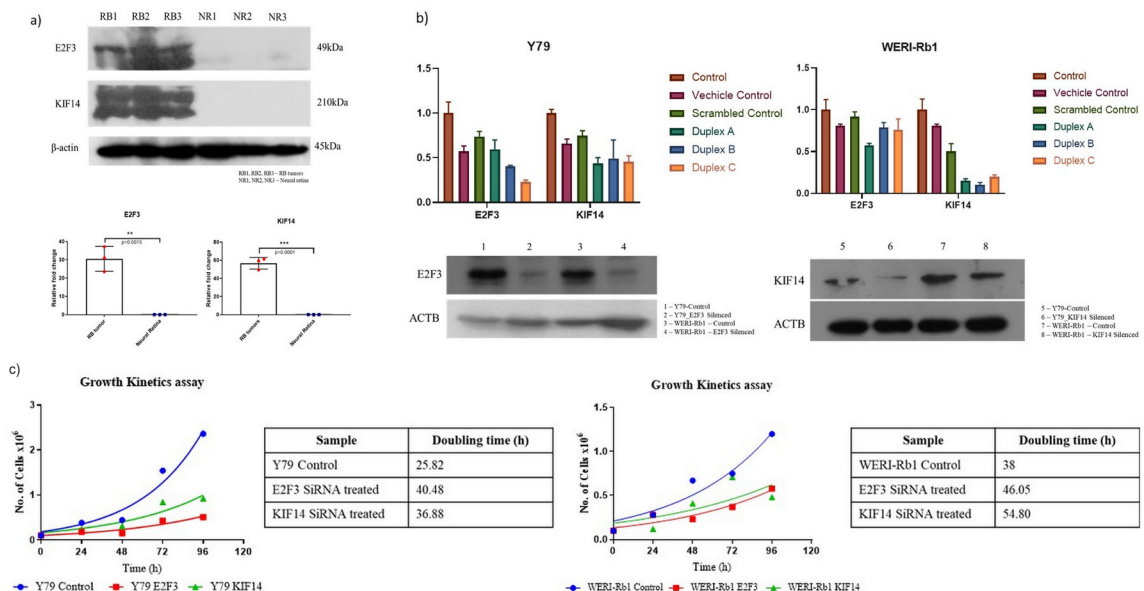 a)
RB1 RB2 RB3 NR1 NR2 NR3
E2F3 49kDa
KIF14 210kDa
β-actin 45kDa
RB1, RB2, RB3 – RB tumors
NR1, NR2, NR3 – Neural retina
E2F3
**
p=0.0015
Relative fold change
40
30
20
10
0
RB tumor Neural Retina
KIF14
***
p=0.0001
Relative fold change
80
60
40
20
0
RB tumors Neural Retina
b)
Y79
1.5
1.0
0.5
0.0
E2F3 KIF14
Control
Vechicle Control
Scrambled Control
Duplex A
Duplex B
Duplex C
WERI-Rb1
1.5
1.0
0.5
0.0
E2F3 KIF14
Control
Vechicle Control
Scrambled Control
Duplex A
Duplex B
Duplex C
1 2 3 4
E2F3
ACTB
1 – Y79-Control
2 – Y79_E2F3 Silenced
3 – WERI-Rb1 – Control
4 – WERI-Rb1 – E2F3 Silenced
5 6 7 8
KIF14
ACTB
5 – Y79-Control
6 – Y79_KIF14 Silenced
7 – WERI-Rb1 – Control
8 – WERI-Rb1 – KIF14 Silenced
c)
Growth Kinetics assay
No. of Cells x10⁶
3
2
1
0
0 24 48 72 96 120
Time (h)
Y79 Control Y79 E2F3 Y79 KIF14
Sample Doubling time (h)
Y79 Control 25.82
E2F3 SiRNA treated 40.48
KIF14 SiRNA treated 36.88
Growth Kinetics assay
No. of Cells x10⁶
1.5
1.0
0.5
0.0
0 24 48 72 96 120
Time (h)
WERI-Rb1 Control WERI-Rb1 E2F3 WERI-Rb1 KIF14
Sample Doubling time (h)
WERI-Rb1 Control 38
E2F3 SiRNA treated 46.05
KIF14 SiRNA treated 54.80